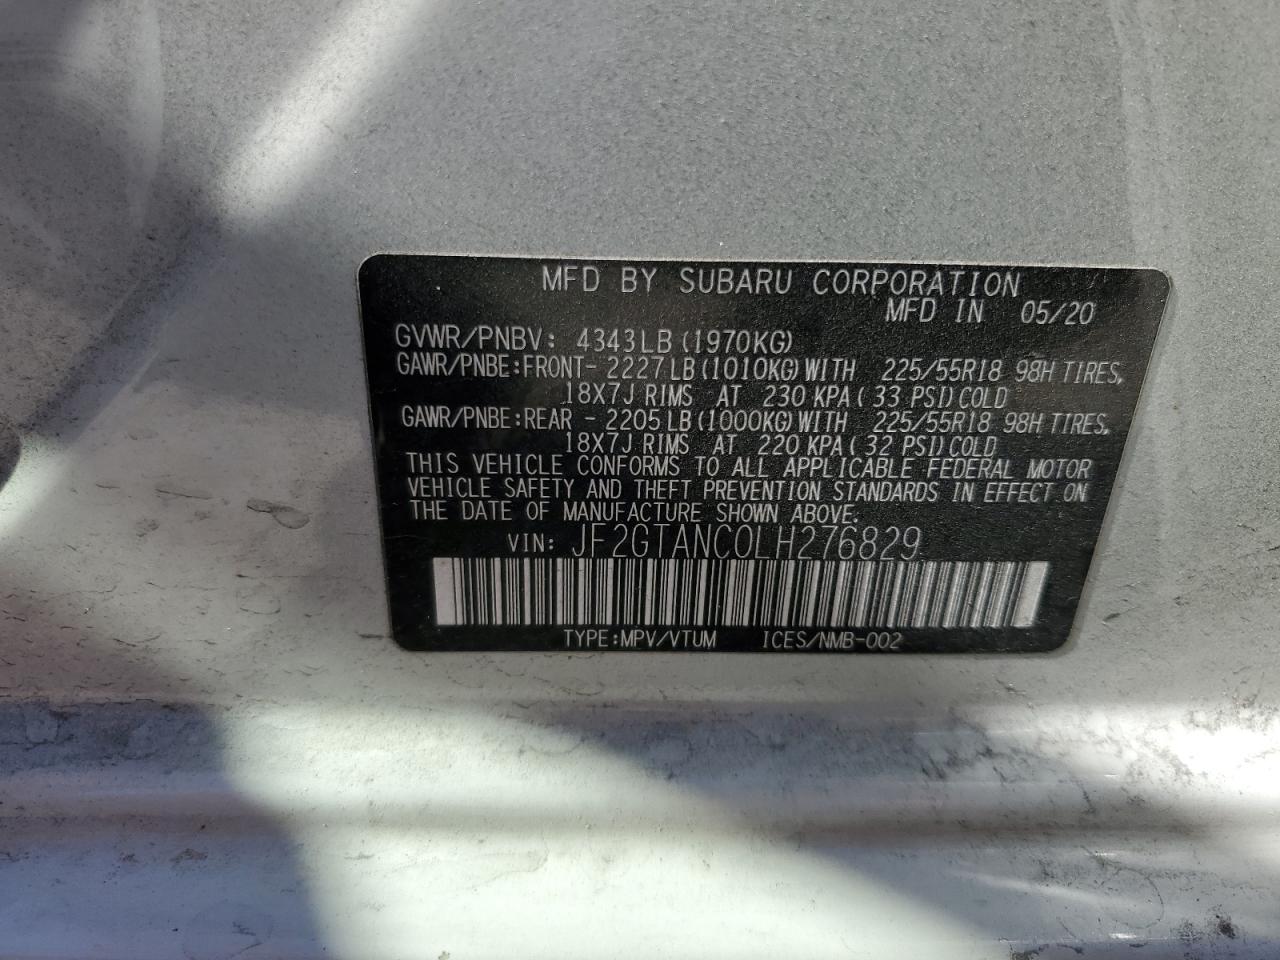 MFD BY SUBARU CORPORATION
MFD IN 05/20
GVWR/PNBV: 4343LB(1970KG)
GAWR/PNBE:FRONT-2227LB(1010KG)WITH 225/55R18 98H TIRES,
18X7J RIMS AT 230 KPA(33 PSI)COLD
GAWR/PNBE:REAR -2205LB(1000KG)WITH 225/55R18 98H TIRES,
18X7J RIMS AT 220 KPA(32 PSI)COLD
THIS VEHICLE CONFORMS TO ALL APPLICABLE FEDERAL MOTOR
VEHICLE SAFETY AND THEFT PREVENTION STANDARDS IN EFFECT ON
THE DATE OF MANUFACTURE SHOWN ABOVE.
VIN: JF2GTANC0LH276829
TYPE:MPV/VTUM ICES/NMB-002